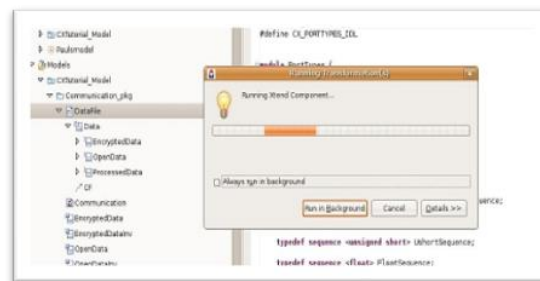 CXTutorial_Model
Paulsmodel
Models
CXTutorial_Model
Communication_pkg
DataFile
Data
EncryptedData
OpenData
ProcessedData
CF
Communication
EncryptedData
EncryptedDataInv
OpenData
OpenDataInv
#define CX_PORTTYPES_IDL
module PortTypes {
Running Transformation(s)
Running Xtend Component...
Always run in background
Run in Background
Cancel
Details >>
uence;
typedef sequence <unsigned short> UshortSequence;
typedef sequence <float> FloatSequence;